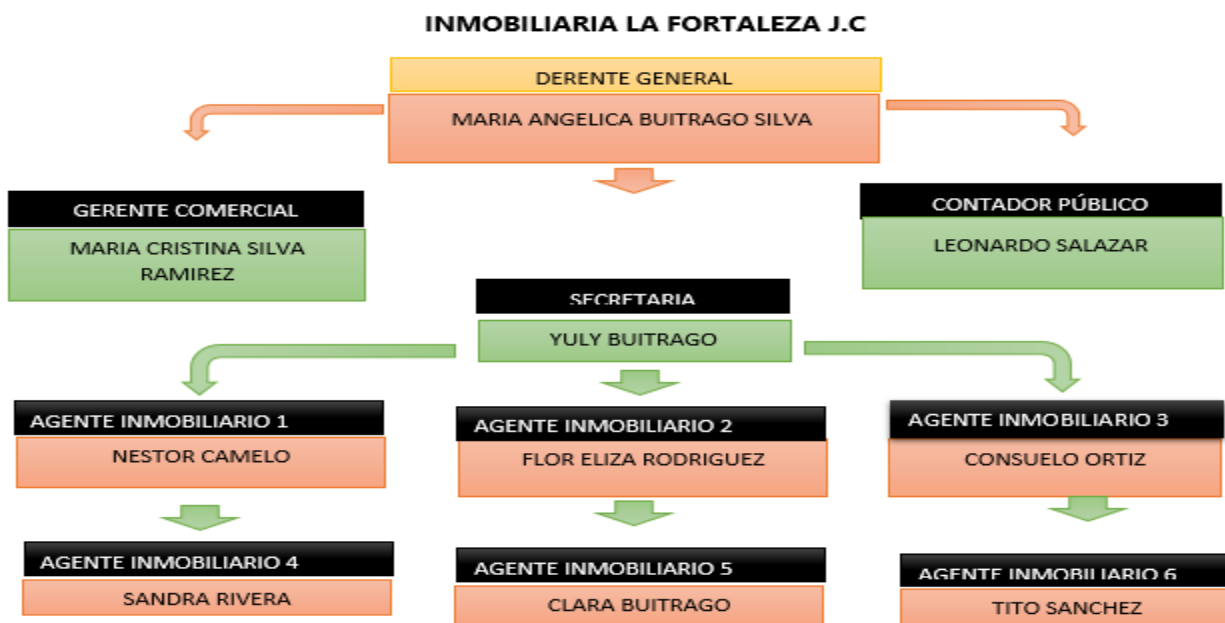 INMOBILIARIA LA FORTALEZA J.C
DERENTE GENERAL
MARIA ANGELICA BUITRAGO SILVA
GERENTE COMERCIAL
MARIA CRISTINA SILVA
RAMIREZ
CONTADOR PÚBLICO
LEONARDO SALAZAR
SECRETARIA
YULY BUITRAGO
AGENTE INMOBILIARIO 1
NESTOR CAMELO
AGENTE INMOBILIARIO 2
FLOR ELIZA RODRIGUEZ
AGENTE INMOBILIARIO 3
CONSUELO ORTIZ
AGENTE INMOBILIARIO 4
SANDRA RIVERA
AGENTE INMOBILIARIO 5
CLARA BUITRAGO
AGENTE INMOBILIARIO 6
TITO SANCHEZ